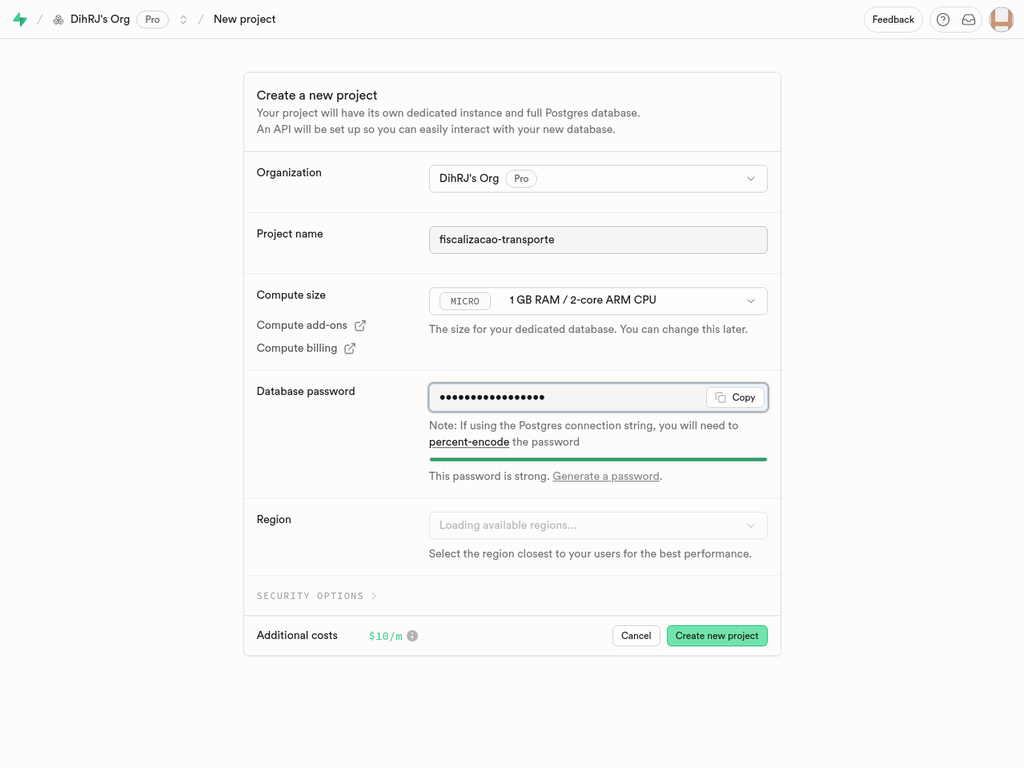 DihRJ's Org Pro / New project
Feedback
Create a new project
Your project will have its own dedicated instance and full Postgres database.
An API will be set up so you can easily interact with your new database.
Organization
DihRJ's Org Pro
Project name
fiscalizacao-transporte
Compute size
MICRO 1 GB RAM / 2-core ARM CPU
Compute add-ons
The size for your dedicated database. You can change this later.
Compute billing
Database password
••••••••••••••••• Copy
Note: If using the Postgres connection string, you will need to
percent-encode the password
This password is strong. Generate a password.
Region
Loading available regions...
Select the region closest to your users for the best performance.
SECURITY OPTIONS
Additional costs
$10/m
Cancel
Create new project